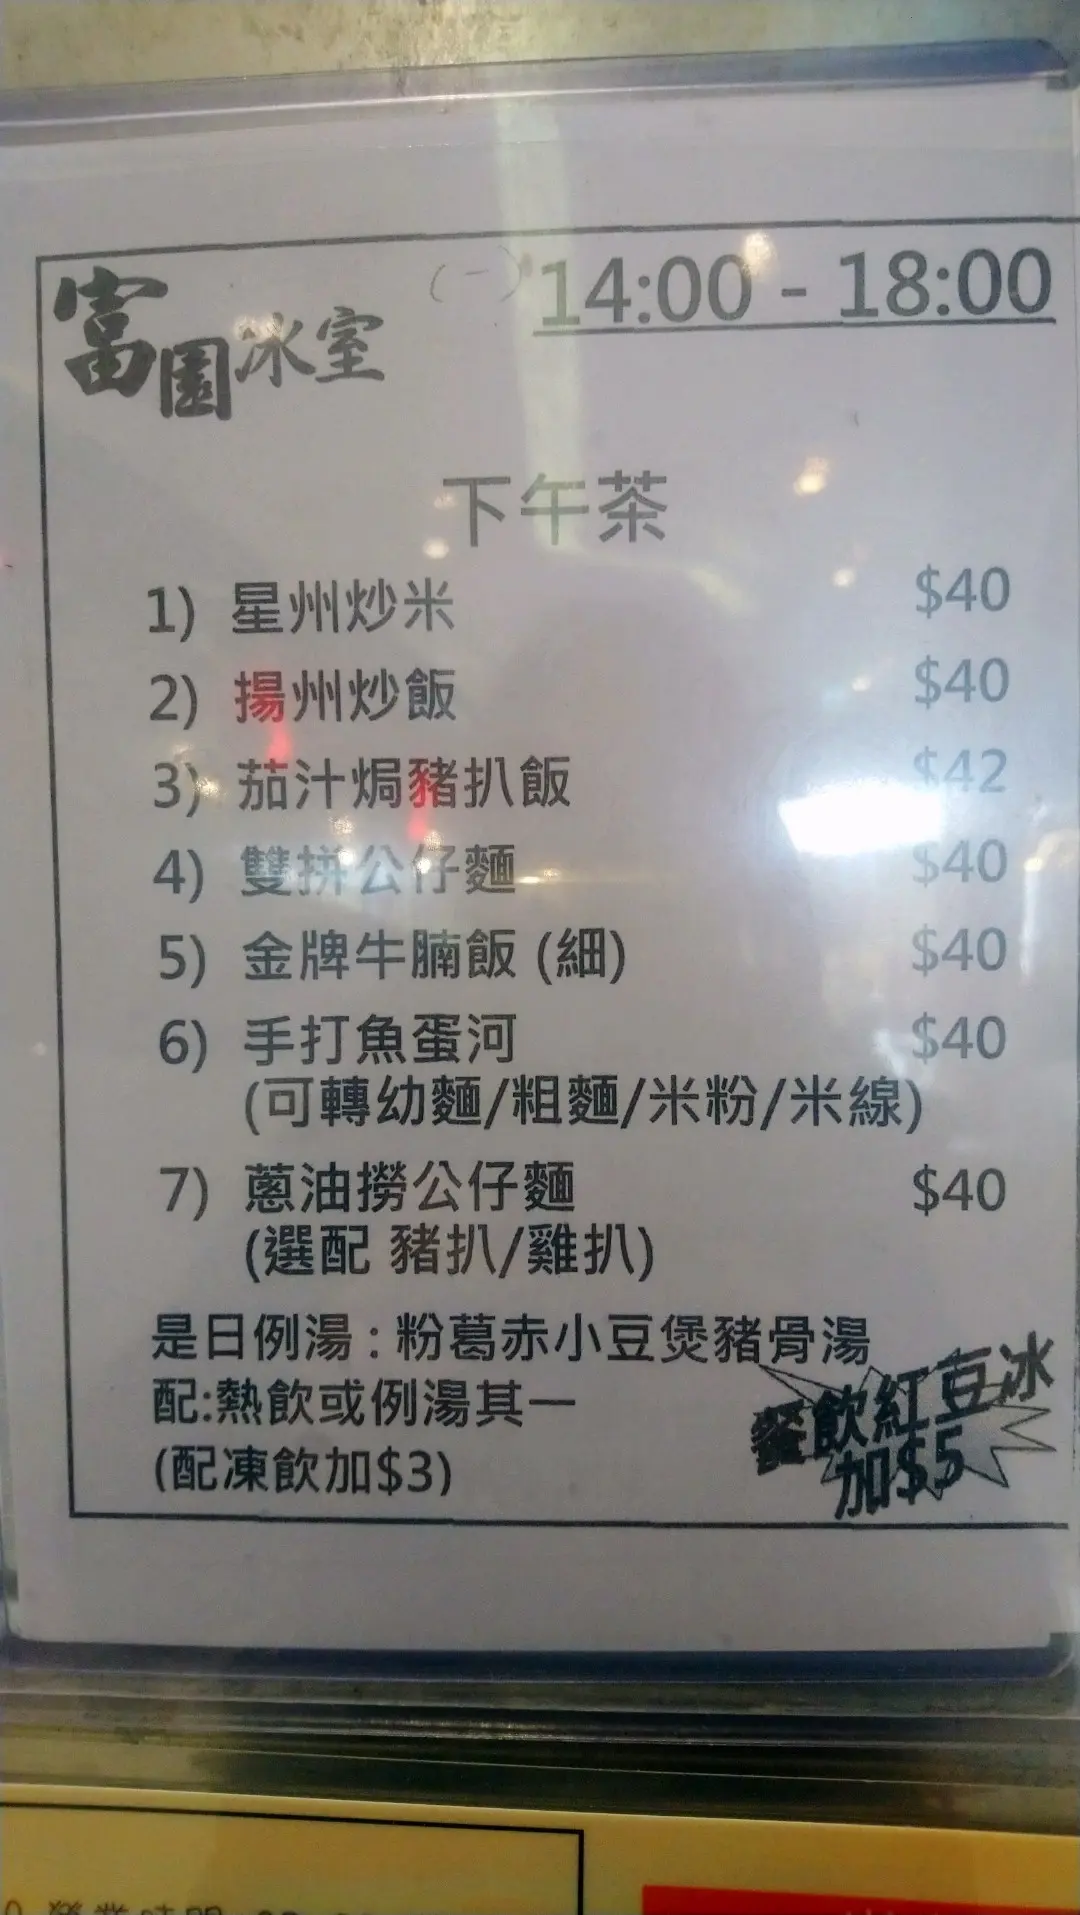 富園冰室
(一) 14:00 - 18:00
下午茶
1) 星州炒米 $40
2) 揚州炒飯 $40
3) 茄汁焗豬扒飯 $42
4) 雙拼公仔麵 $40
5) 金牌牛腩飯 (細) $40
6) 手打魚蛋河 $40
(可轉幼麵/粗麵/米粉/米線)
7) 蔥油撈公仔麵 $40
(選配 豬扒/雞扒)
是日例湯 : 粉葛赤小豆煲豬骨湯
配:熱飲或例湯其一
(配凍飲加$3)
餐飲紅豆冰
加$5